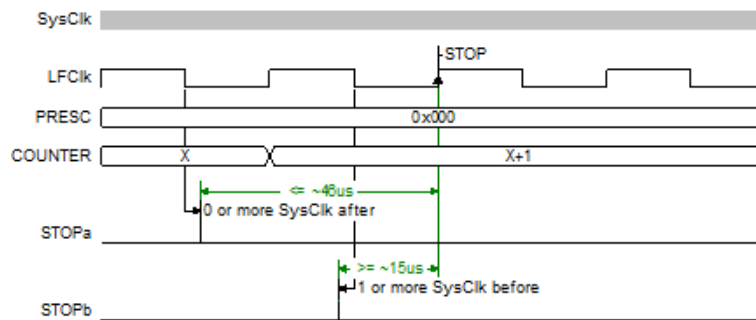 SysClk
STOP
LFClk
PRESC
0x000
COUNTER
X
X+1
<= ~46us
0 or more SysClk after
STOPa
>= ~15us
1 or more SysClk before
STOPb